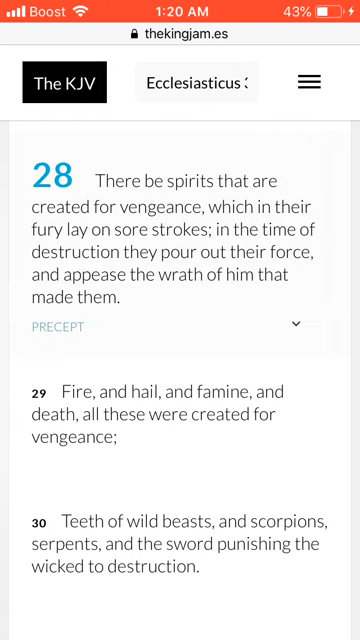 Boost 1:20 AM 43%
thekingjam.es
The KJV Ecclesiasticus
28 There be spirits that are
created for vengeance, which in their
fury lay on sore strokes; in the time of
destruction they pour out their force,
and appease the wrath of him that
made them.
PRECEPT
29 Fire, and hail, and famine, and
death, all these were created for
vengeance;
30 Teeth of wild beasts, and scorpions,
serpents, and the sword punishing the
wicked to destruction.